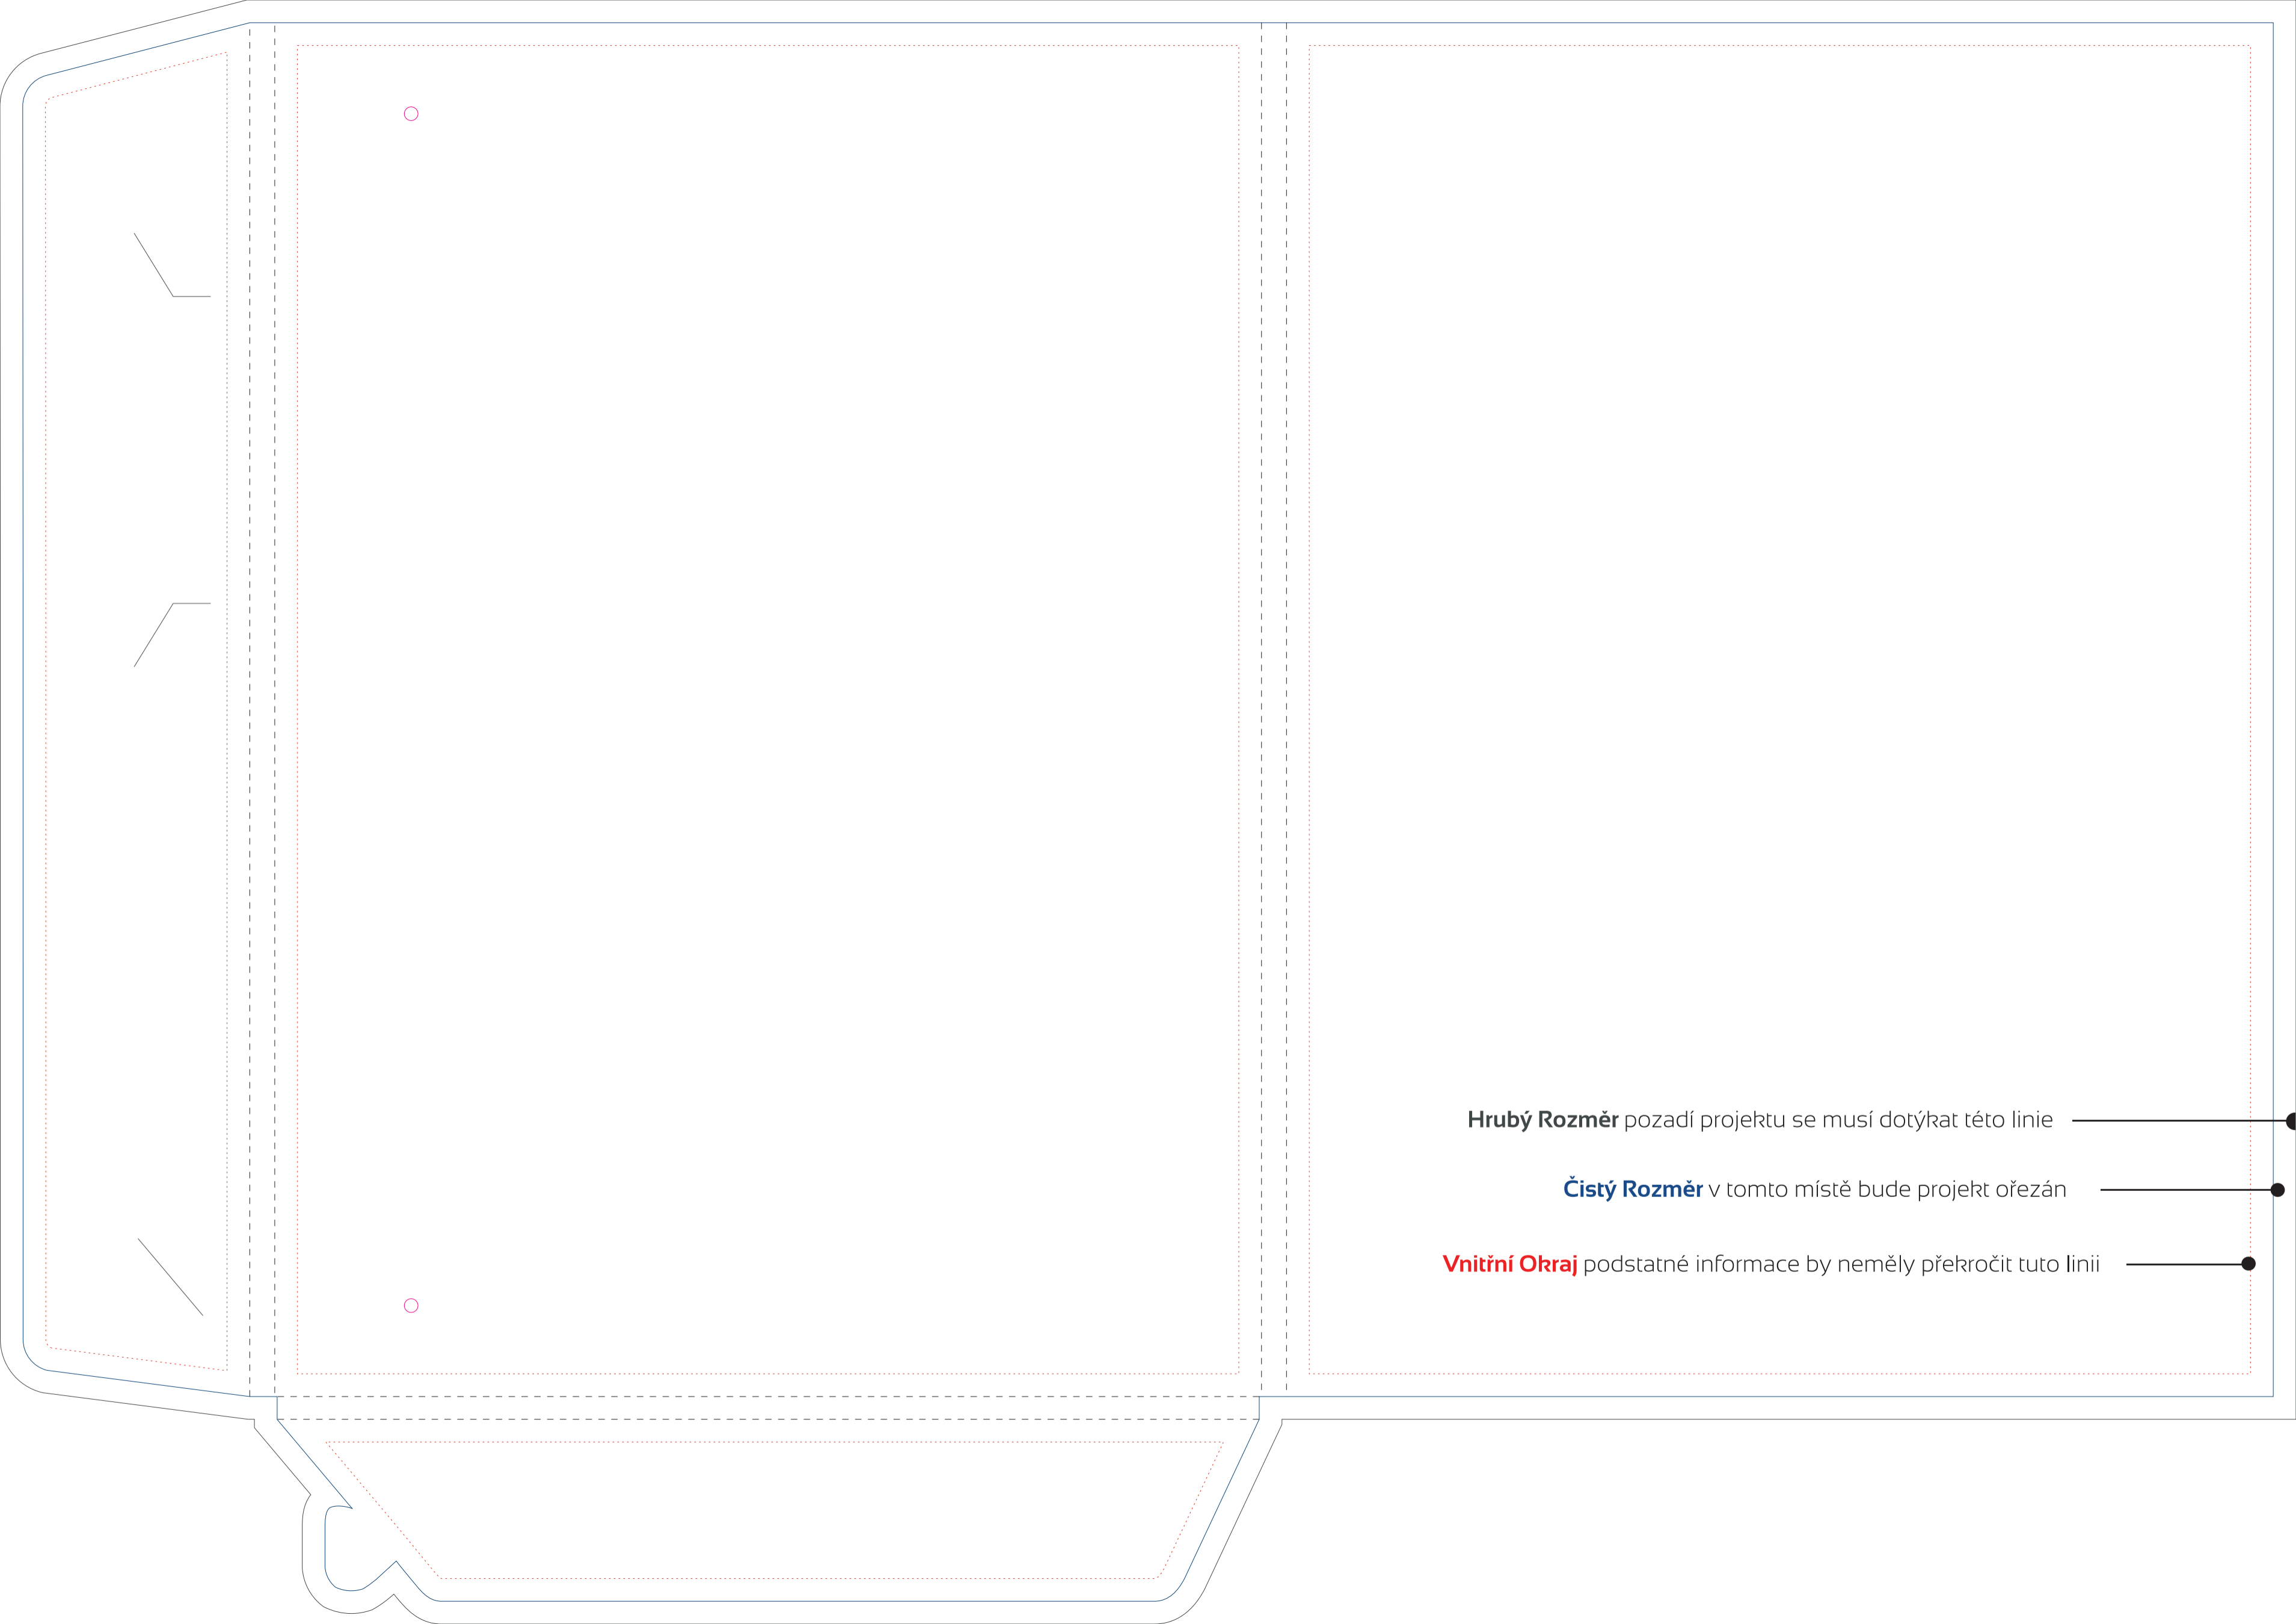 Hrubý Rozměr pozadí projektu se musí dotýkat této linie
Čistý Rozměr v tomto místě bude projekt ořezán
Vnitřní Okraj podstatné informace by neměly překročit tuto linii